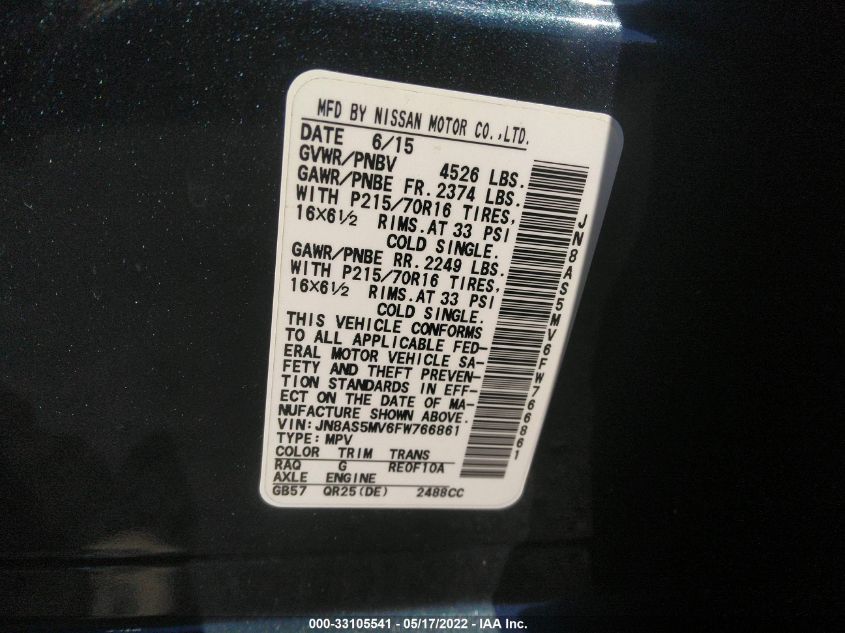 MFD BY NISSAN MOTOR CO.,LTD.
DATE 6/15
GVWR/PNBV 4526 LBS.
GAWR/PNBE FR. 2374 LBS.
WITH P215/70R16 TIRES,
16X6½ RIMS.AT 33 PSI
COLD SINGLE.
GAWR/PNBE RR. 2249 LBS.
WITH P215/70R16 TIRES,
16X6½ RIMS.AT 33 PSI
COLD SINGLE.
THIS VEHICLE CONFORMS
TO ALL APPLICABLE FED-
ERAL MOTOR VEHICLE SA-
FETY AND THEFT PREVEN-
TION STANDARDS IN EFF-
ECT ON THE DATE OF MA-
NUFACTURE SHOWN ABOVE.
VIN:JN8AS5MV6FW766861
TYPE: MPV
COLOR TRIM TRANS
RAQ G RE0F10A
AXLE ENGINE
GB57 QR25(DE) 2488CC
JN8AS5MV6FW766861
000-33105541 - 05/17/2022 - IAA Inc.